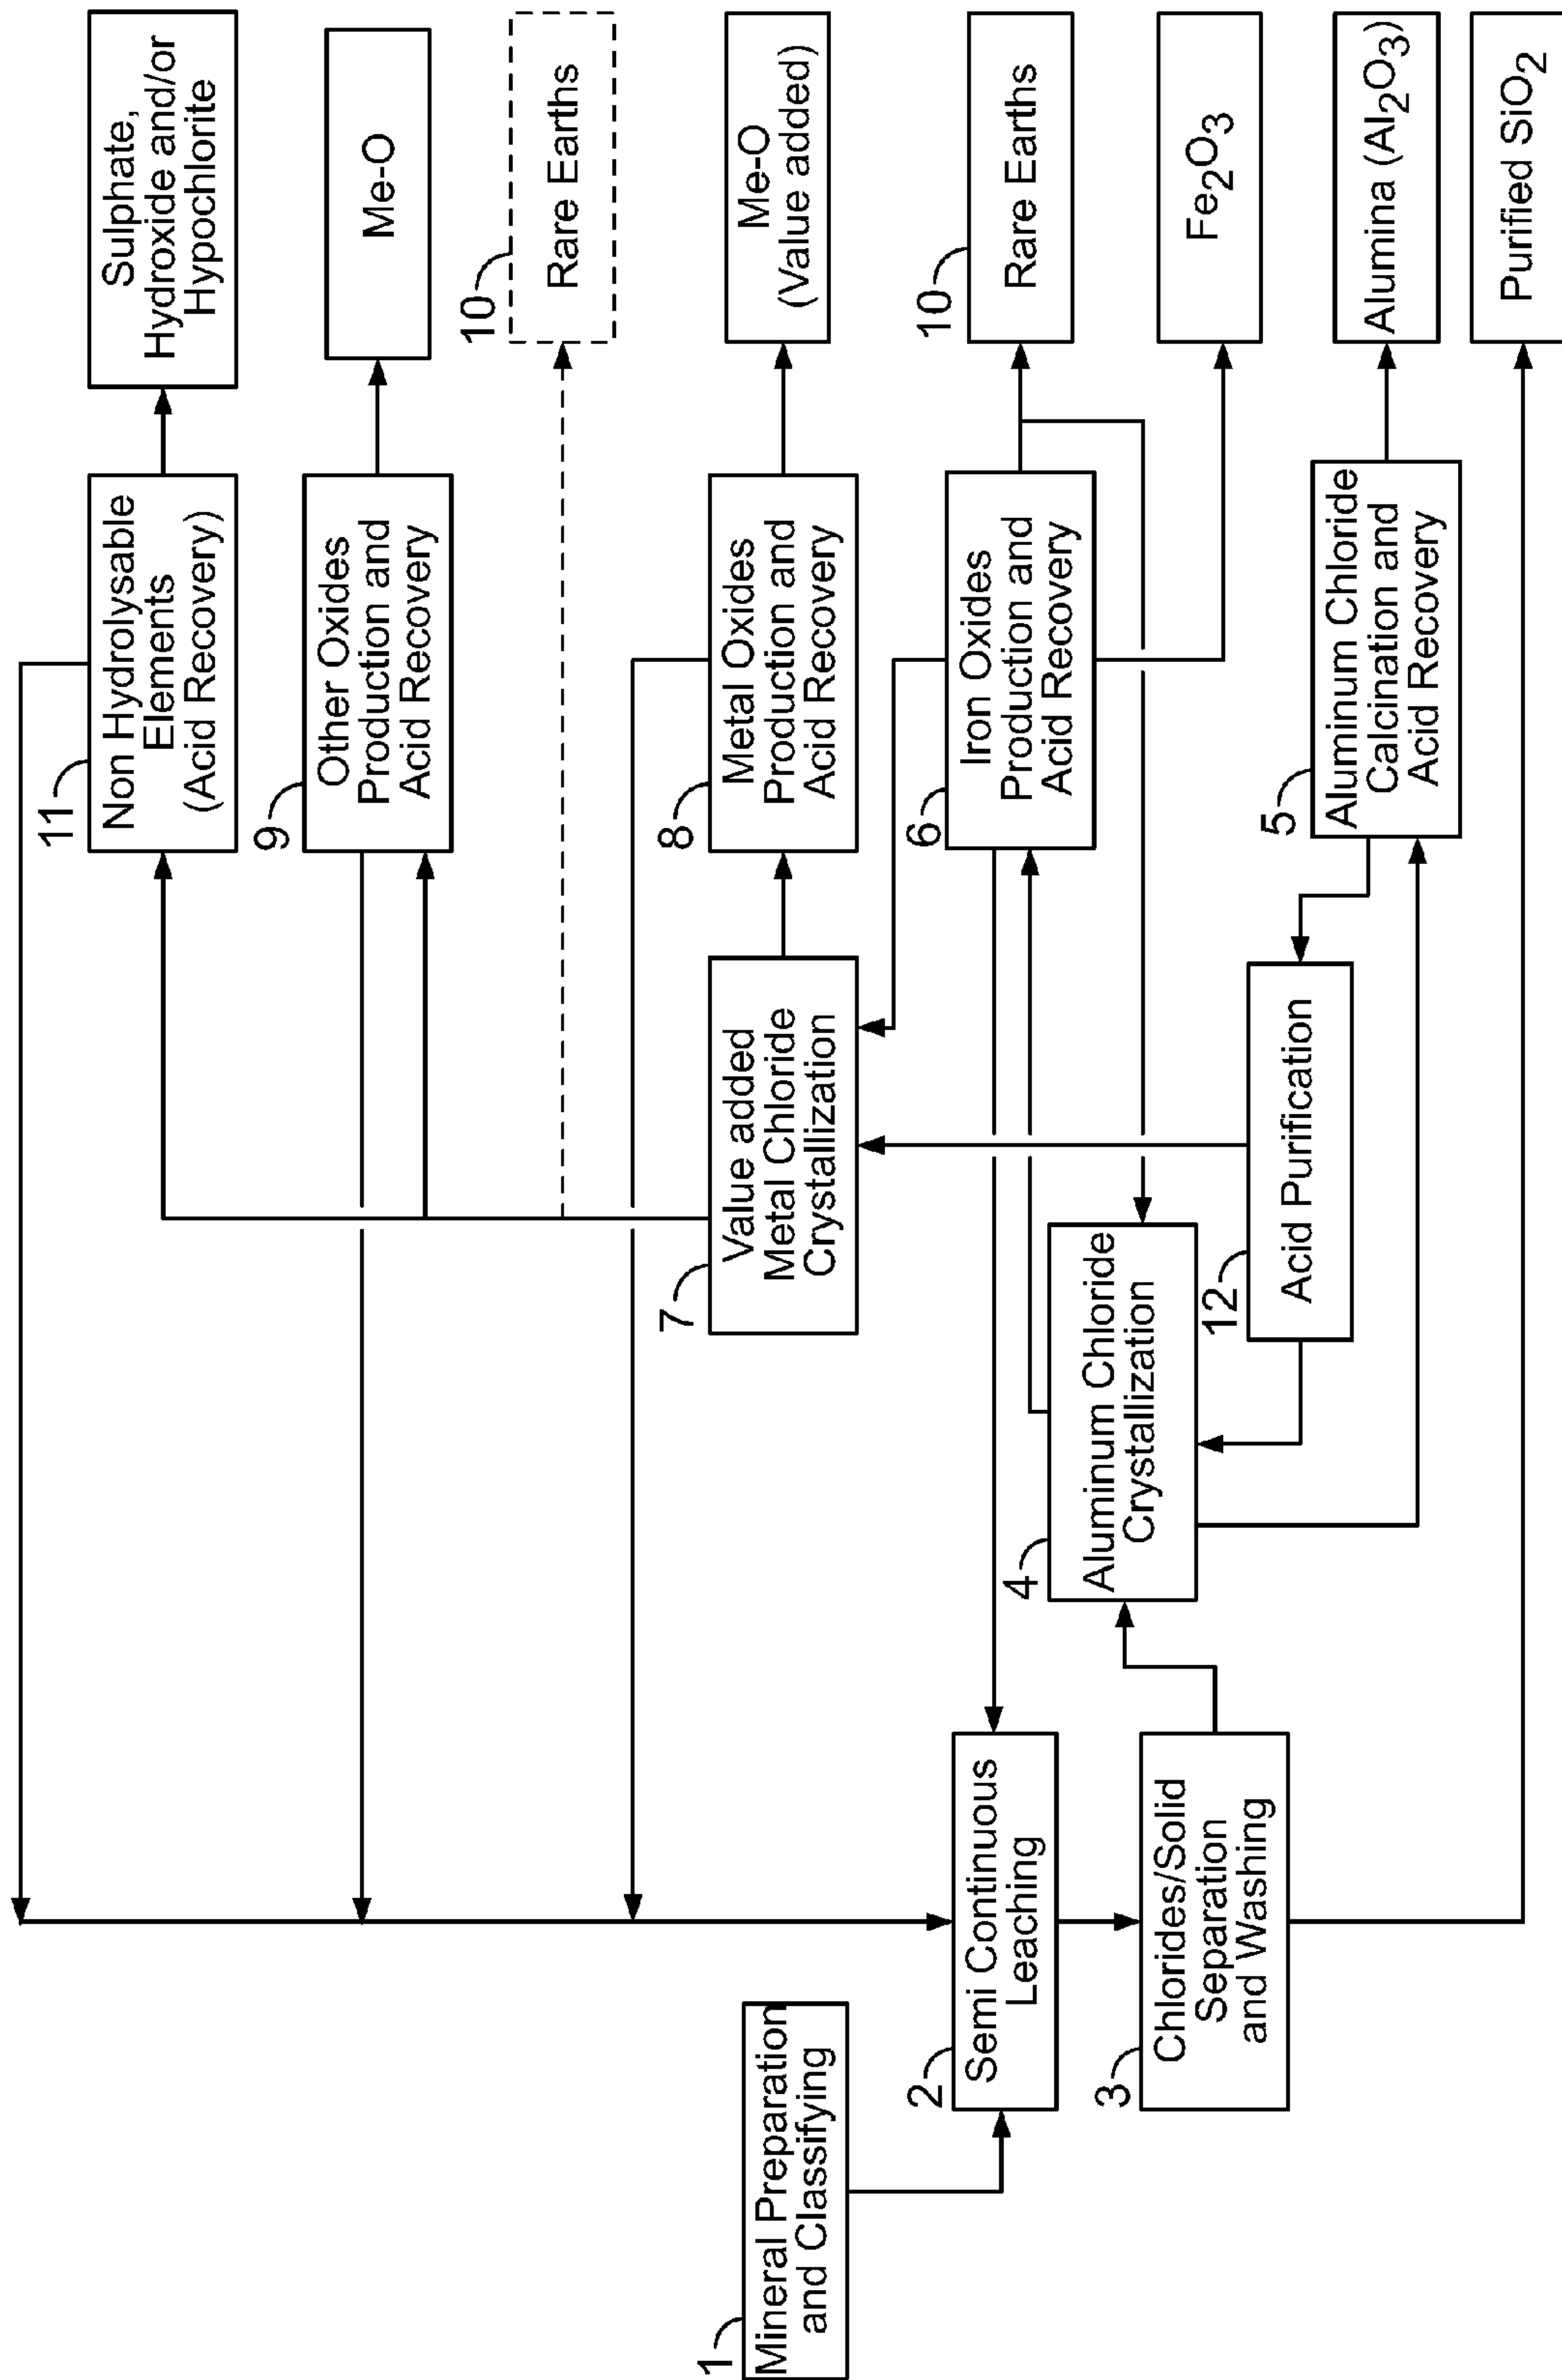 1
Mineral Preparation
and Classifying
2
Semi Continuous
Leaching
3
Chlorides/Solid
Separation
and Washing
4
Aluminum Chloride
Crystallization
7
Value added
Metal Chloride
Crystallization
12
Acid Purification
11
Non Hydrolysable
Elements
(Acid Recovery)
9
Other Oxides
Production and
Acid Recovery
8
Metal Oxides
Production and
Acid Recovery
6
Iron Oxides
Production and
Acid Recovery
5
Aluminum Chloride
Calcination and
Acid Recovery
Sulphate,
Hydroxide and/or
Hypochlorite
Me-O
10
Rare Earths
Me-O
(Value added)
10
Rare Earths
Fe2O3
Alumina (Al2O3)
Purified SiO2